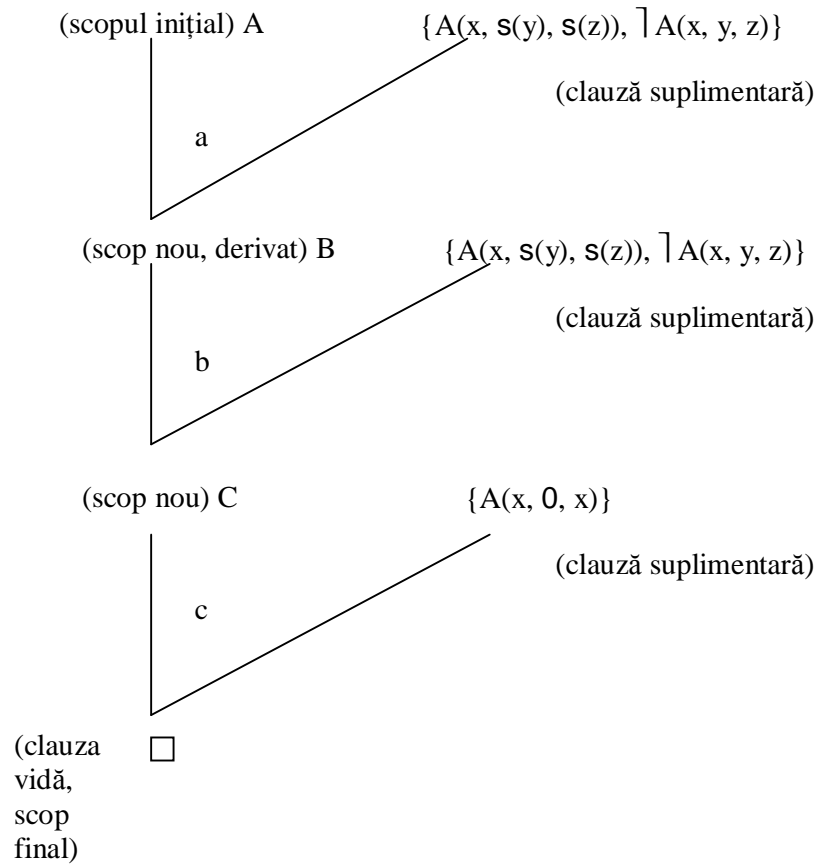 (scopul inițial) A {A(x, s(y), s(z)), ˥A(x, y, z)}
(clauză suplimentară)
a
(scop nou, derivat) B {A(x, s(y), s(z)), ˥A(x, y, z)}
(clauză suplimentară)
b
(scop nou) C {A(x, 0, x)}
(clauză suplimentară)
c
(clauza
vidă,
scop
final)